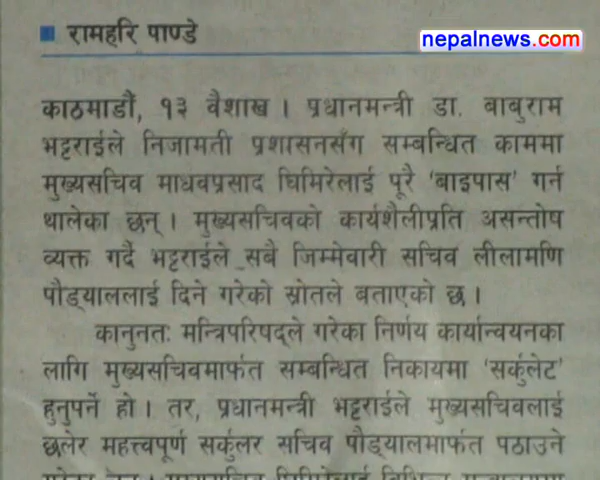 रामहरि पाण्डे
nepalnews.com
काठमाडौं, १३ वैशाख । प्रधानमन्त्री डा. बाबुराम
भट्टराईले निजामती प्रशासनसँग सम्बन्धित काममा
मुख्यसचिव माधवप्रसाद घिमिरेलाई पूरै ‘बाइपास’ गर्न
थालेका छन् । मुख्यसचिवको कार्यशैलीप्रति असन्तोष
व्यक्त गर्दै भट्टराईले सबै जिम्मेवारी सचिव लीलामणि
पौड्याललाई दिने गरेको स्रोतले बताएको छ ।
कानुनतः मन्त्रिपरिषद्ले गरेका निर्णय कार्यान्वयनका
लागि मुख्यसचिवमार्फत सम्बन्धित निकायमा ‘सर्कुलेट’
हुनुपर्ने हो । तर, प्रधानमन्त्री भट्टराईले मुख्यसचिवलाई
छलेर महत्त्वपूर्ण सर्कुलर सचिव पौड्यालमार्फत पठाउने